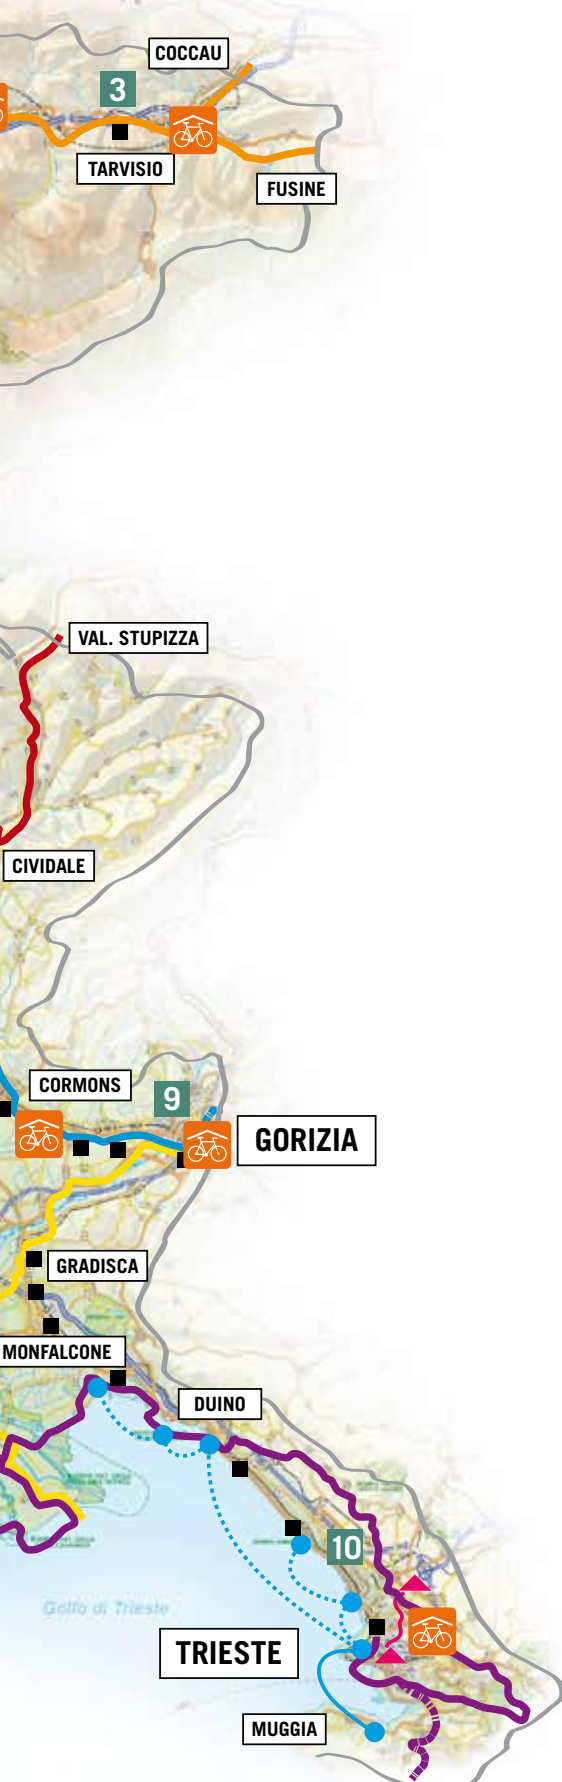 COCCAU
3
TARVISIO
FUSINE
VAL. STUPIZZA
CIVIDALE
CORMONS
9
GORIZIA
GRADISCA
MONFALCONE
DUINO
10
Golfo di Trieste
TRIESTE
MUGGIA